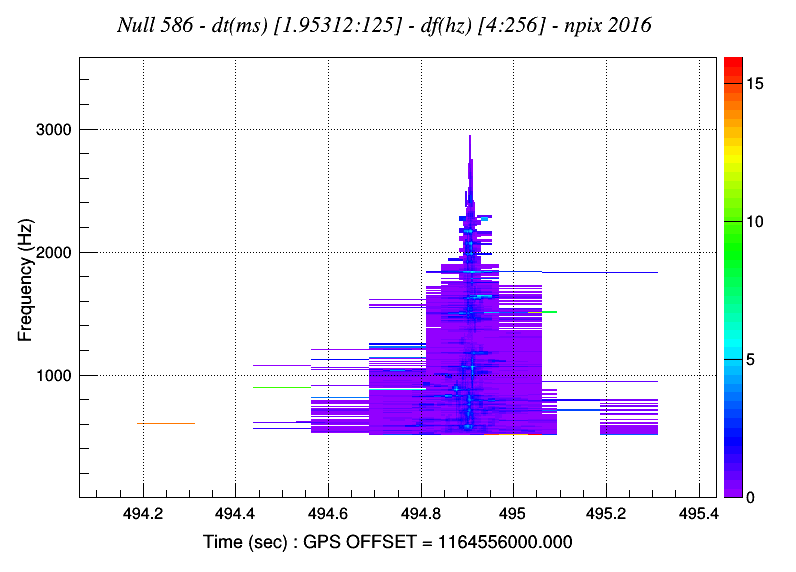 Null 586 - dt(ms) [1.95312:125] - df(hz) [4:256] - npix 2016
Frequency (Hz)
3000
2000
1000
15
10
5
0
494.2 494.4 494.6 494.8 495 495.2 495.4
Time (sec) : GPS OFFSET = 1164556000.000